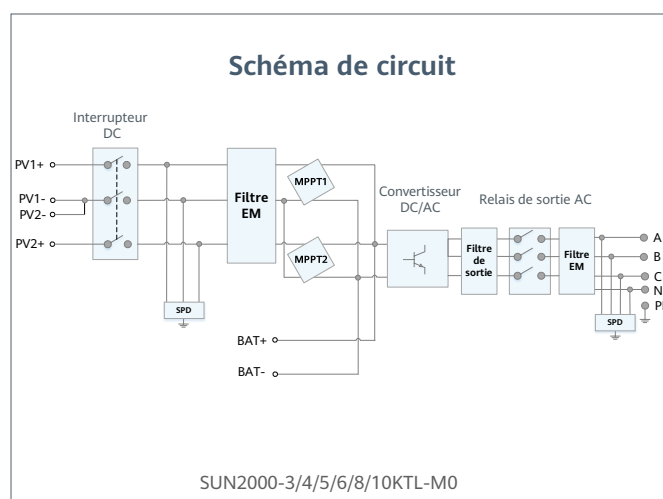 Schéma de circuit
Interrupteur
DC
PV1+
PV1-
PV2-
PV2+
SPD
Filtre
EM
MPPT1
MPPT2
BAT+
BAT-
Convertisseur
DC/AC
Filtre
de
sortie
Relais de sortie AC
Filtre
EM
SPD
A
B
C
N
SUN2000-3/4/5/6/8/10KTL-M0